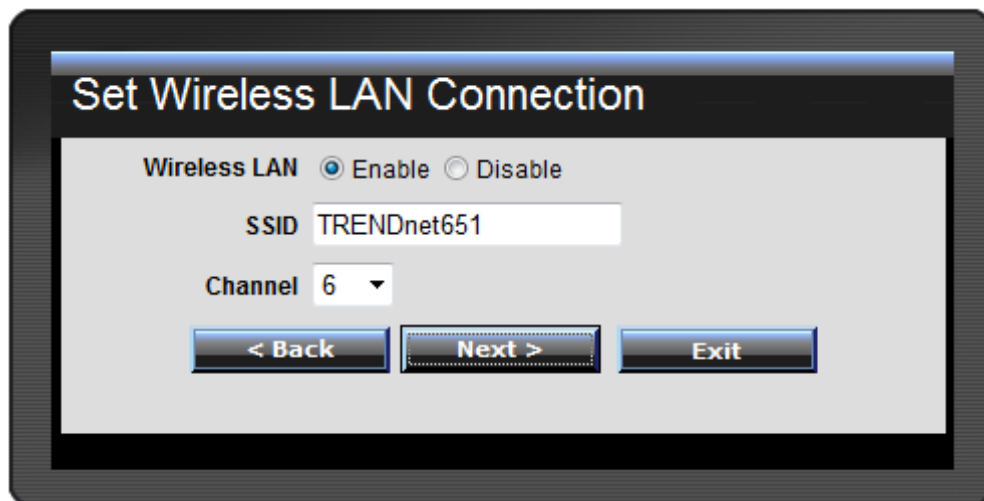 Set Wireless LAN Connection
Wireless LAN Enable Disable
SSID TRENDnet651
Channel 6
< Back Next > Exit